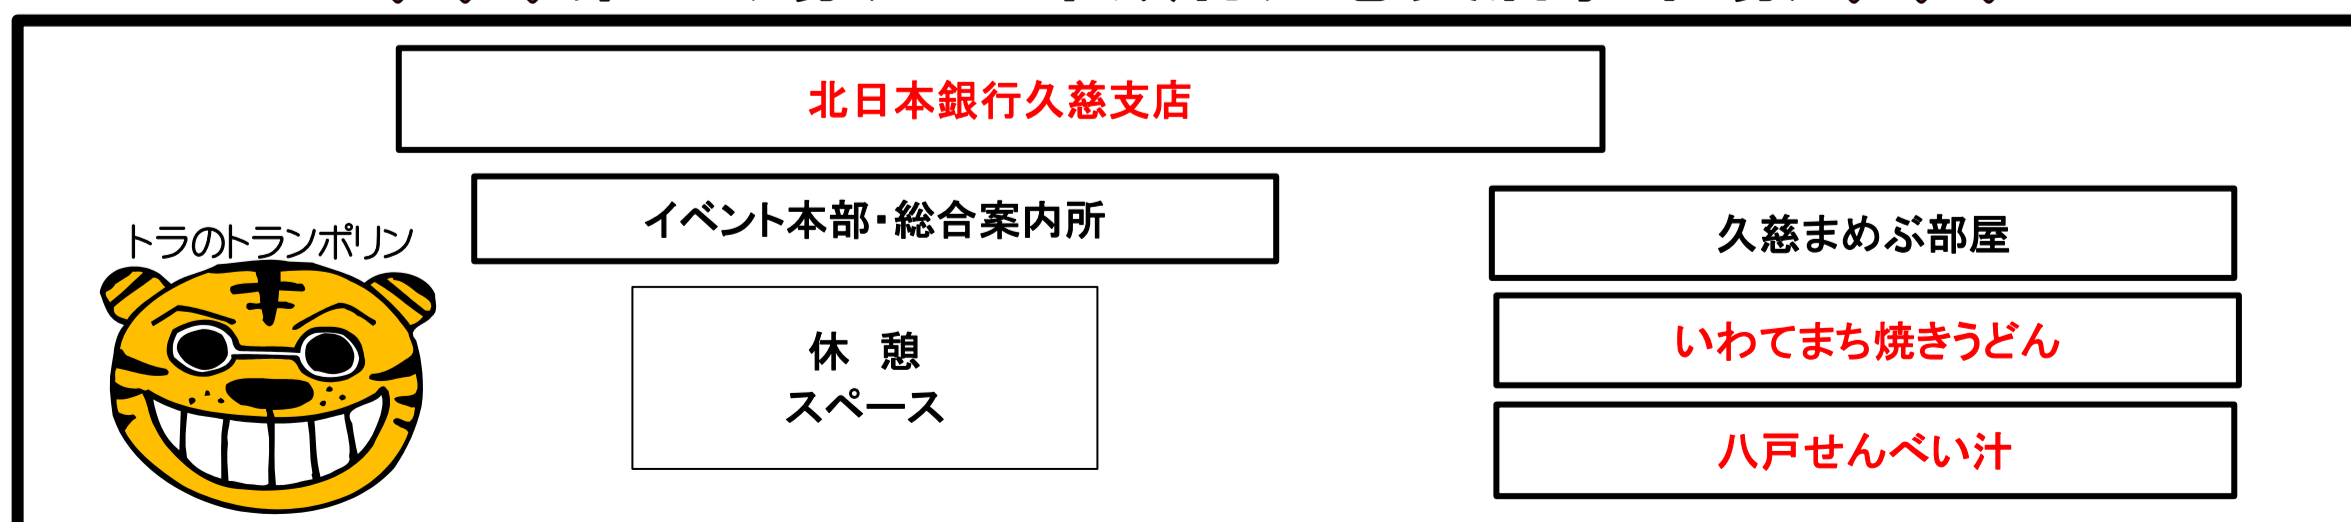 北日本銀行久慈支店
イベント本部・総合案内所
トラのトランポリン
休　憩
スペース
久慈まめぶ部屋
いわてまち焼きうどん
八戸せんべい汁